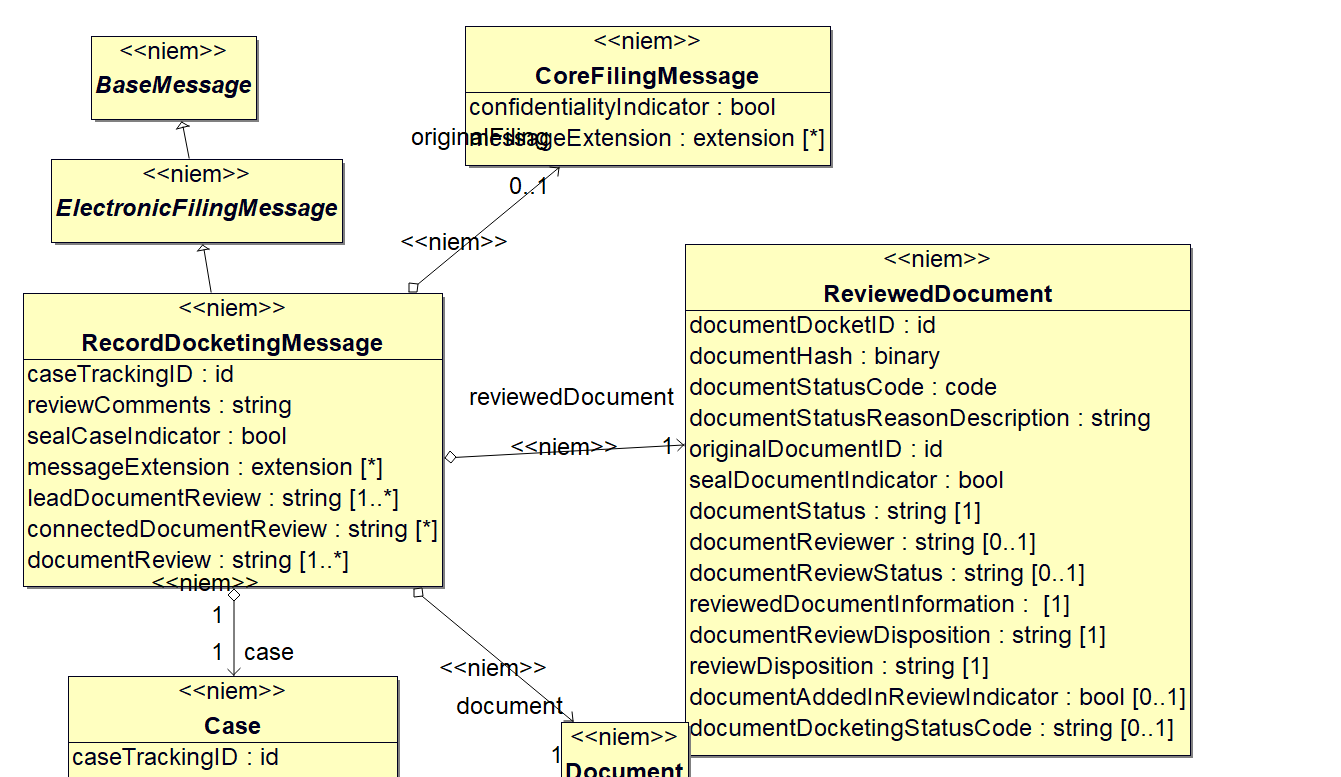 <<niem>>
BaseMessage
<<niem>>
CoreFilingMessage
confidentialityIndicator : bool
messageExtension : extension [*]
originalFiling
0..1
<<niem>>
<<niem>>
ElectronicFilingMessage
<<niem>>
RecordDocketingMessage
caseTrackingID : id
reviewComments : string
sealCaseIndicator : bool
messageExtension : extension [*]
leadDocumentReview : string [1..*]
connectedDocumentReview : string [*]
documentReview : string [1..*]
reviewedDocument
<<niem>>
1
<<niem>>
ReviewedDocument
documentDocketID : id
documentHash : binary
documentStatusCode : code
documentStatusReasonDescription : string
originalDocumentID : id
sealDocumentIndicator : bool
documentStatus : string [1]
documentReviewer : string [0..1]
documentReviewStatus : string [0..1]
reviewedDocumentInformation :  [1]
documentReviewDisposition : string [1]
reviewDisposition : string [1]
documentAddedInReviewIndicator : bool [0..1]
documentDocketingStatusCode : string [0..1]
<<niem>>
1
1
case
<<niem>>
Case
caseTrackingID : id
<<niem>>
document
1
<<niem>>
Document